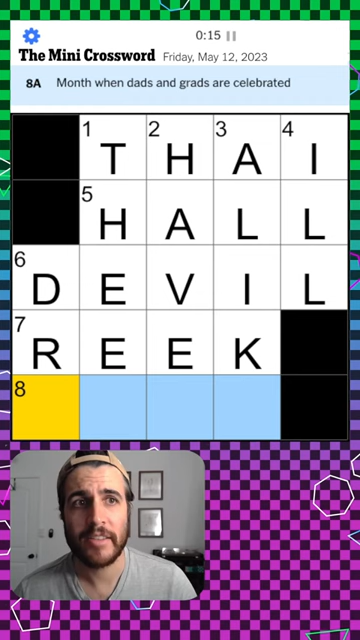 0:15
The Mini Crossword Friday, May 12, 2023
8A Month when dads and grads are celebrated
1 2 3 4
T H A I
5
H A L L
6
D E V I L
7
R E E K
8